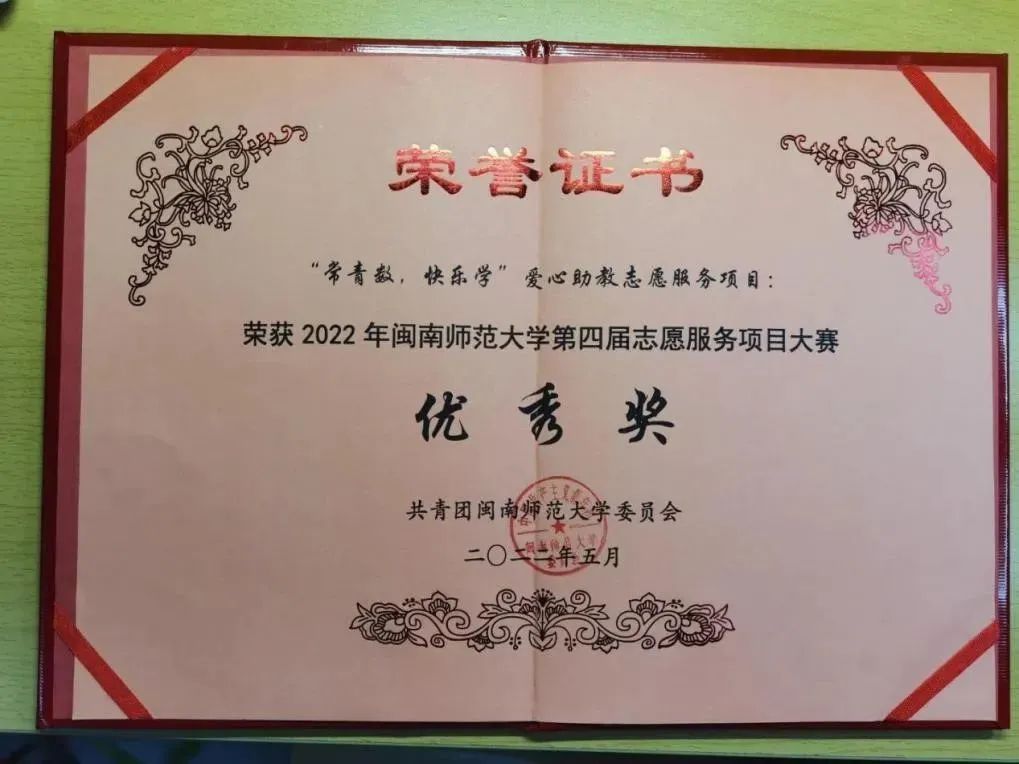 荣誉证书
“常青数，快乐学”爱心助教志愿服务项目：
荣获 2022 年闽南师范大学第四届志愿服务项目大赛
优秀奖
共青团闽南师范大学委员会
二〇二二年五月